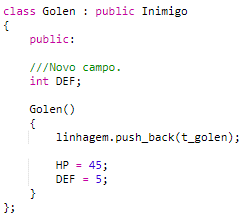 class Golen : public Inimigo
{
public:
///Novo campo.
int DEF;
Golen()
{
linhagem.push_back(t_golen);
HP = 45;
DEF = 5;
}
};